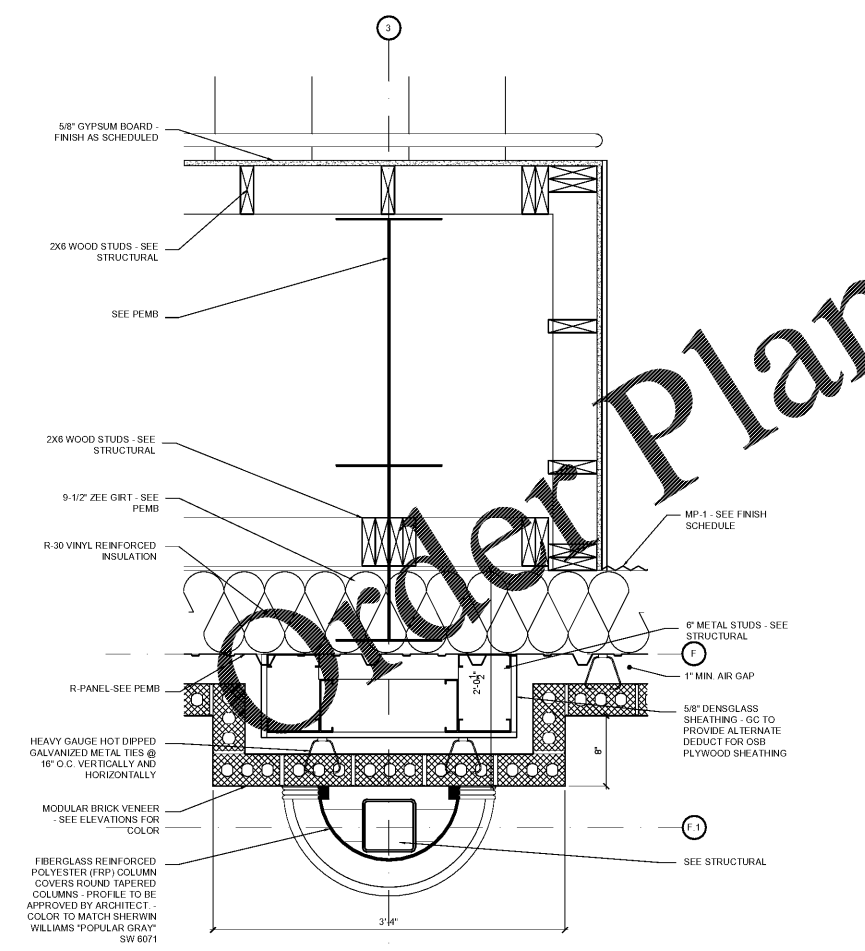 3
5/8" GYPSUM BOARD -
FINISH AS SCHEDULED
2X6 WOOD STUDS - SEE
STRUCTURAL
SEE PEMB
2X6 WOOD STUDS - SEE
STRUCTURAL
9-1/2" ZEE GIRT - SEE
PEMB
R-30 VINYL REINFORCED
INSULATION
R-PANEL-SEE PEMB
HEAVY GAUGE HOT DIPPED
GALVANIZED METAL TIES @
16" O.C. VERTICALLY AND
HORIZONTALLY
MODULAR BRICK VENEER
- SEE ELEVATIONS FOR
COLOR
FIBERGLASS REINFORCED
POLYESTER (FRP) COLUMN
COVERS ROUND TAPERED
COLUMNS - PROFILE TO BE
APPROVED BY ARCHITECT. -
COLOR TO MATCH SHERWIN
WILLIAMS "POPULAR GRAY"
SW 6071
MP-1 - SEE FINISH
SCHEDULE
6" METAL STUDS - SEE
STRUCTURAL
F
1" MIN. AIR GAP
5/8" DENSGLASS
SHEATHING - GC TO
PROVIDE ALTERNATE
DEDUCT FOR OSB
PLYWOOD SHEATHING
F.1
SEE STRUCTURAL
2'-0 1/2"
8"
3'-4"
Order Plan